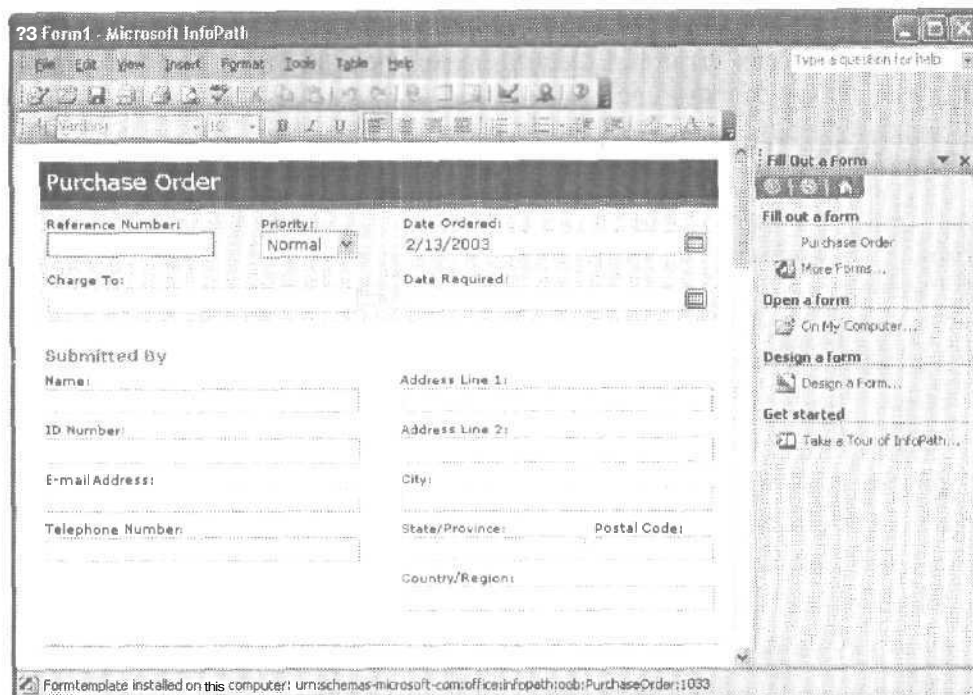 ?3 Form1 - Microsoft InfoPath
File Edit View Insert Format Tools Table Help
Type a question for help
Verdana 10 B I U
Purchase Order
Reference Number: Priority: Date Ordered:
Normal 2/13/2003
Charge To: Date Required:
Submitted By
Name: Address Line 1:
ID Number: Address Line 2:
E-mail Address: City:
Telephone Number: State/Province: Postal Code:
Country/Region:
Fill Out a Form
Fill out a form
Purchase Order
More Forms...
Open a form
On My Computer...
Design a form
Design a Form...
Get started
Take a Tour of InfoPath...
Formtemplate installed on this computer: urn:schemas-microsoft-com:office:infopath:oob:PurchaseOrder:1033